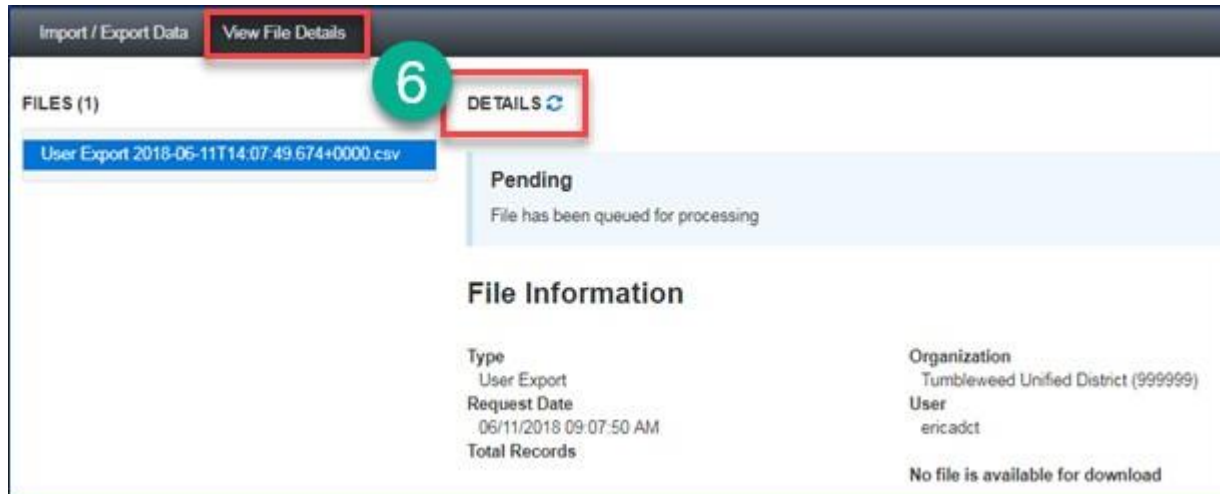 Import / Export Data View File Details
6
FILES (1)
User Export 2018-06-11T14:07:49.674+0000.csv
DETAILS
Pending
File has been queued for processing
File Information
Type
User Export
Request Date
06/11/2018 09:07:50 AM
Total Records
Organization
Tumbleweed Unified District (999999)
User
ericadct
No file is available for download